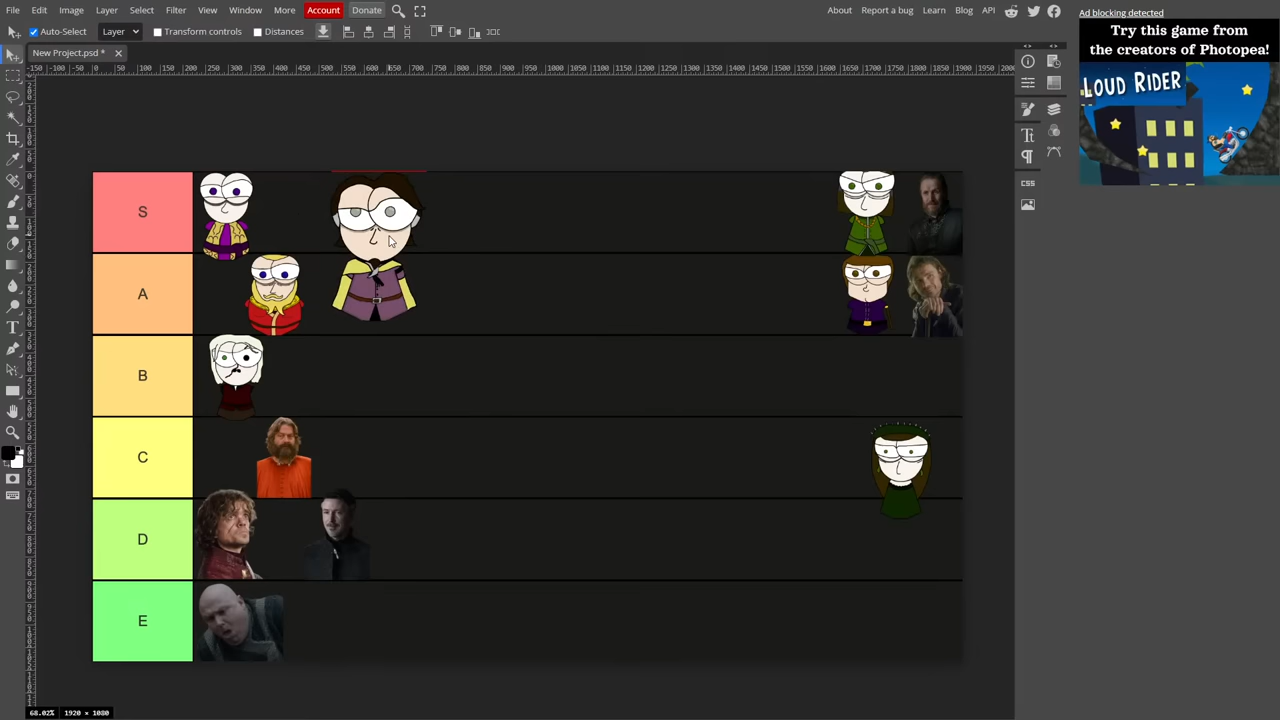 File Edit Image Layer Select Filter View Window More Account Donate About Report a bug Learn Blog API
Ad blocking detected
Auto-Select Layer Transform controls Distances
Try this game from
the creators of Photopea!
New Project.psd *
LOUD RIDER
CSS
S
A
B
C
D
E
68.02% 1920 × 1080